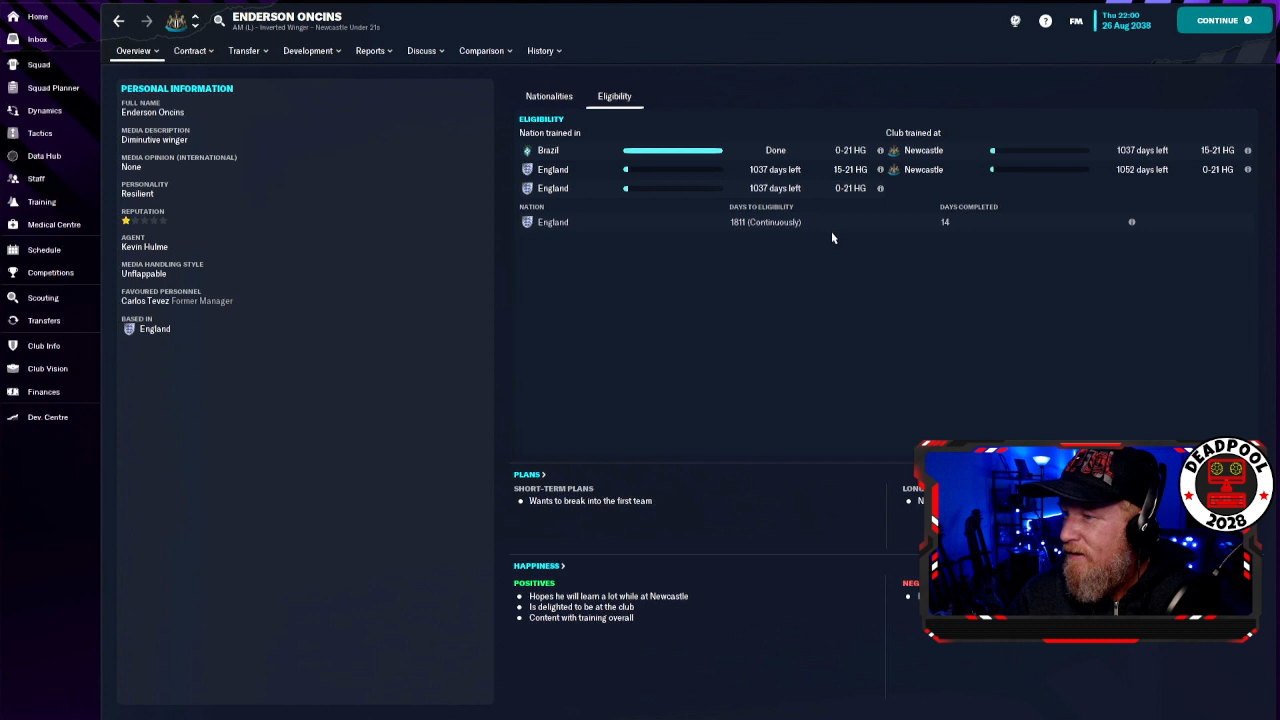 Home
Inbox
Squad
Squad Planner
Dynamics
Tactics
Data Hub
Staff
Training
Medical Centre
Schedule
Competitions
Scouting
Transfers
Club Info
Club Vision
Finances
Dev. Centre
ENDERSON ONCINS
AM (L) - Inverted Winger - Newcastle Under 21s
? FM
Thu 22:00
26 Aug 2038
CONTINUE
Overview Contract Transfer Development Reports Discuss Comparison History
PERSONAL INFORMATION
FULL NAME
Enderson Oncins
MEDIA DESCRIPTION
Diminutive winger
MEDIA OPINION (INTERNATIONAL)
None
PERSONALITY
Resilient
REPUTATION
AGENT
Kevin Hulme
MEDIA HANDLING STYLE
Unflappable
FAVOURED PERSONNEL
Carlos Tevez Former Manager
BASED IN
England
Nationalities Eligibility
ELIGIBILITY
Nation trained in Club trained at
Brazil Done 0-21 HG Newcastle 1037 days left 15-21 HG
England 1037 days left 15-21 HG Newcastle 1052 days left 0-21 HG
England 1037 days left 0-21 HG
NATION DAYS TO ELIGIBILITY DAYS COMPLETED
England 1811 (Continuously) 14
PLANS
SHORT-TERM PLANS
Wants to break into the first team
HAPPINESS
POSITIVES
Hopes he will learn a lot while at Newcastle
Is delighted to be at the club
Content with training overall
DEADPOOL
2028